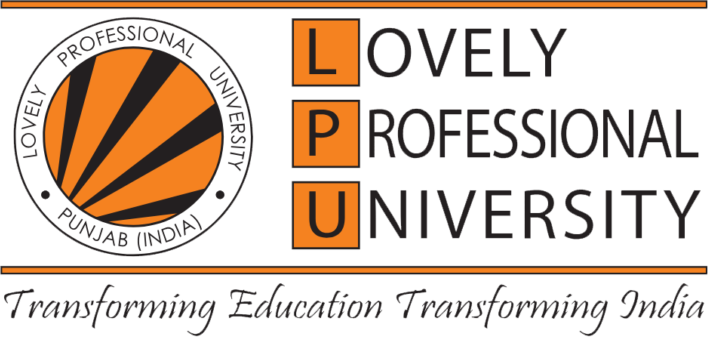 LOVELY PROFESSIONAL UNIVERSITY
PUNJAB (INDIA)
LOVELY
PROFESSIONAL
UNIVERSITY
Transforming Education Transforming India